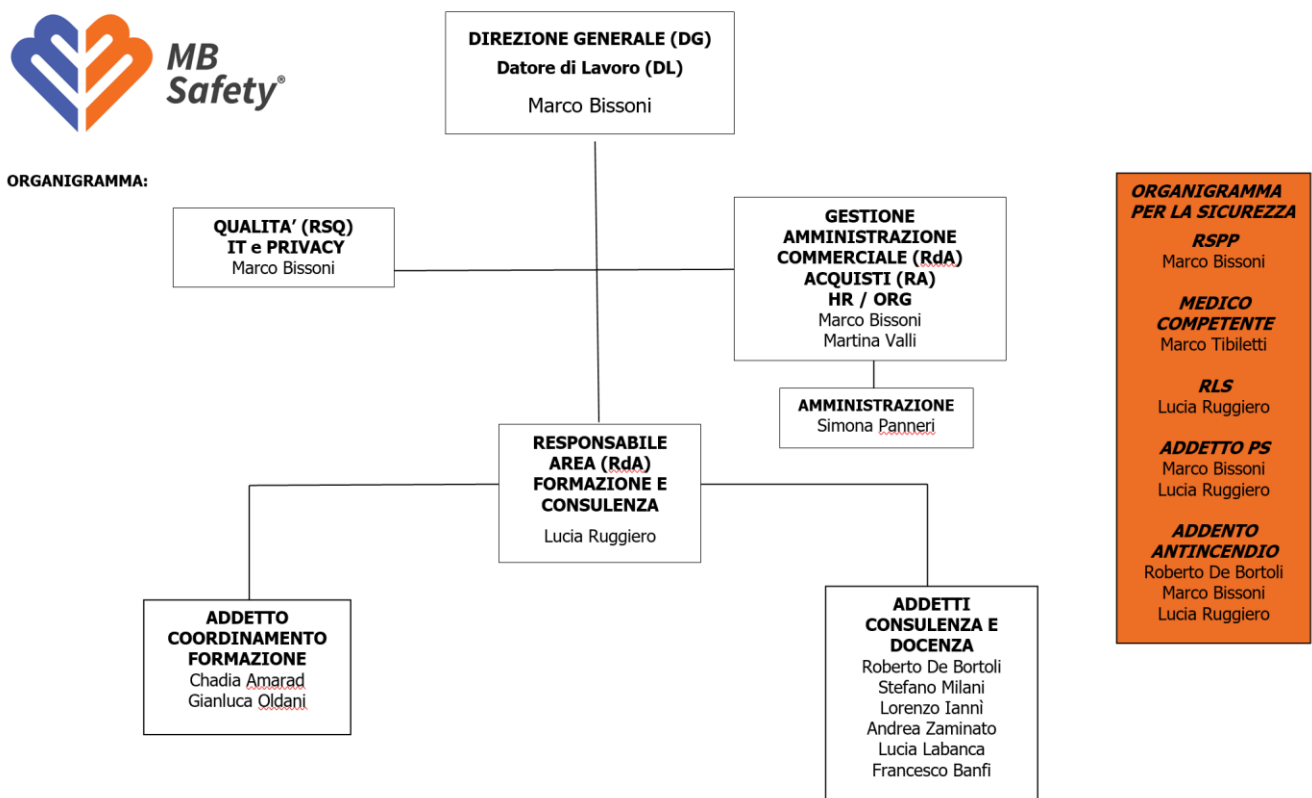 MB
Safety®
DIREZIONE GENERALE (DG)
Datore di Lavoro (DL)
Marco Bissoni
ORGANIGRAMMA:
QUALITA’ (RSQ)
IT e PRIVACY
Marco Bissoni
GESTIONE
AMMINISTRAZIONE
COMMERCIALE (RdA)
ACQUISTI (RA)
HR / ORG
Marco Bissoni
Martina Valli
AMMINISTRAZIONE
Simona Panneri
RESPONSABILE
AREA (RdA)
FORMAZIONE E
CONSULENZA
Lucia Ruggiero
ADDETTO
COORDINAMENTO
FORMAZIONE
Chadia Amarad
Gianluca Oldani
ADDETTI
CONSULENZA E
DOCENZA
Roberto De Bortoli
Stefano Milani
Lorenzo Iannì
Andrea Zaminato
Lucia Labanca
Francesco Banfi
ORGANIGRAMMA
PER LA SICUREZZA
RSPP
Marco Bissoni
MEDICO
COMPETENTE
Marco Tibiletti
RLS
Lucia Ruggiero
ADDETTO PS
Marco Bissoni
Lucia Ruggiero
ADDENTO
ANTINCENDIO
Roberto De Bortoli
Marco Bissoni
Lucia Ruggiero